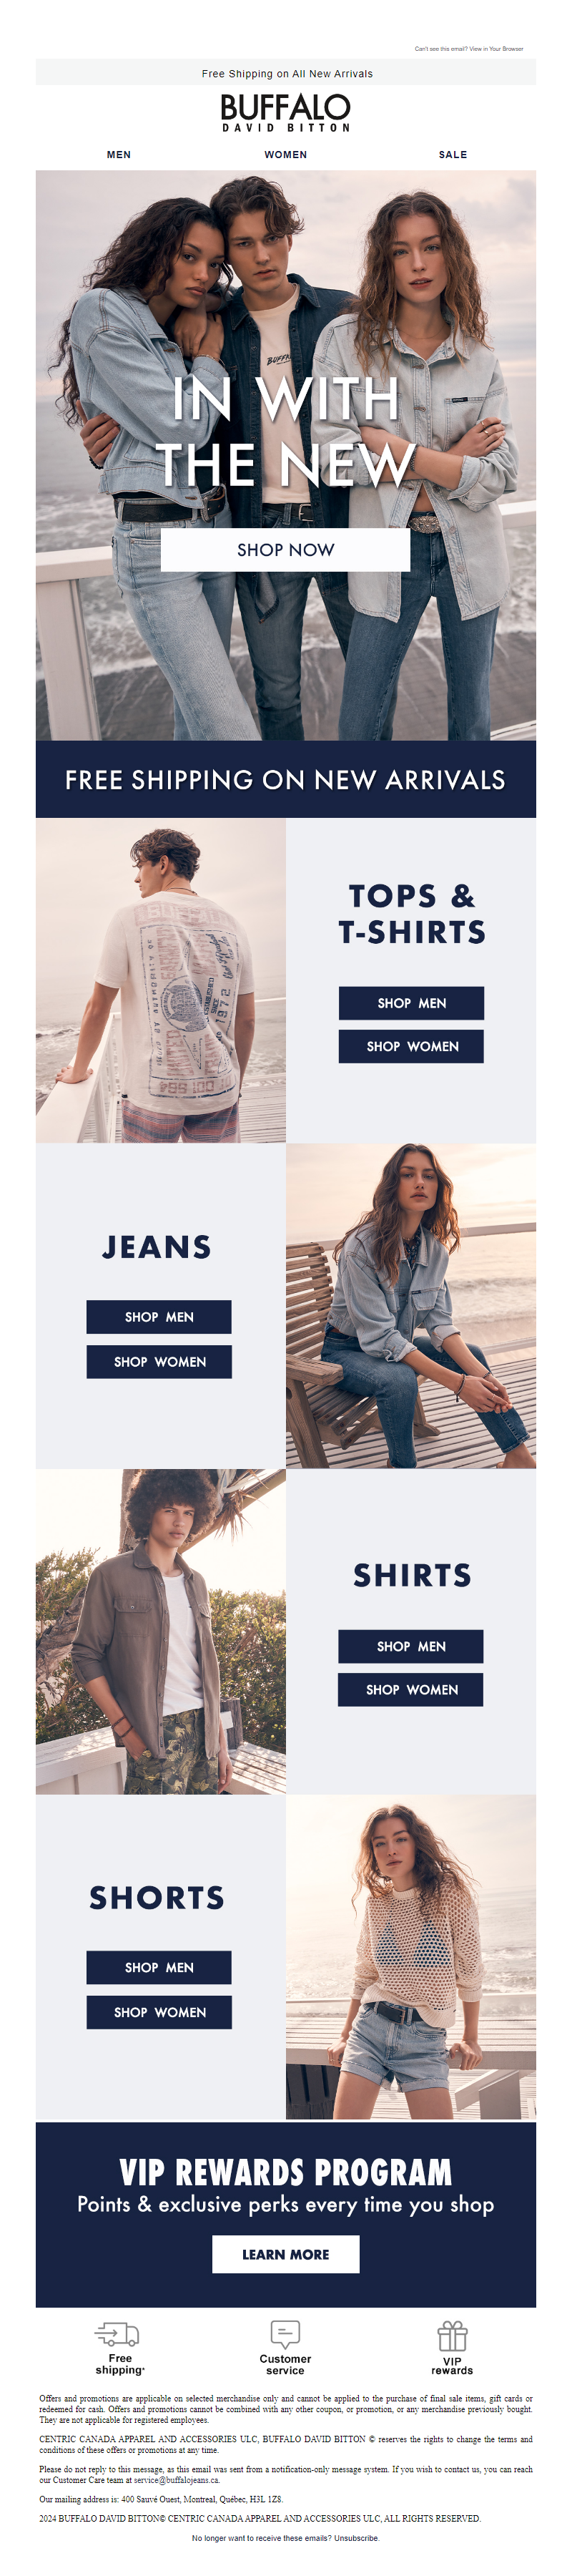 Can't see this email? View in Your Browser
Free Shipping on All New Arrivals
BUFFALO
DAVID BITTON
MEN WOMEN SALE
IN WITH
THE NEW
SHOP NOW
FREE SHIPPING ON NEW ARRIVALS
TOPS &
T-SHIRTS
SHOP MEN
SHOP WOMEN
ESTABLISHED
SINCE
1972
JEANS
SHOP MEN
SHOP WOMEN
SHIRTS
SHOP MEN
SHOP WOMEN
SHORTS
SHOP MEN
SHOP WOMEN
VIP REWARDS PROGRAM
Points & exclusive perks every time you shop
LEARN MORE
Free
shipping*
Customer
service
VIP
rewards
Offers and promotions are applicable on selected merchandise only and cannot be applied to the purchase of final sale items, gift cards or
redeemed for cash. Offers and promotions cannot be combined with any other coupon, or promotion, or any merchandise previously bought.
They are not applicable for registered employees.
CENTRIC CANADA APPAREL AND ACCESSORIES ULC, BUFFALO DAVID BITTON © reserves the rights to change the terms and
conditions of these offers or promotions at any time.
Please do not reply to this message, as this email was sent from a notification-only message system. If you wish to contact us, you can reach
our Customer Care team at service@buffalojeans.ca.
Our mailing address is: 400 Sauvé Ouest, Montreal, Québec, H3L 1Z8.
2024 BUFFALO DAVID BITTON© CENTRIC CANADA APPAREL AND ACCESSORIES ULC, ALL RIGHTS RESERVED.
No longer want to receive these emails? Unsubscribe.